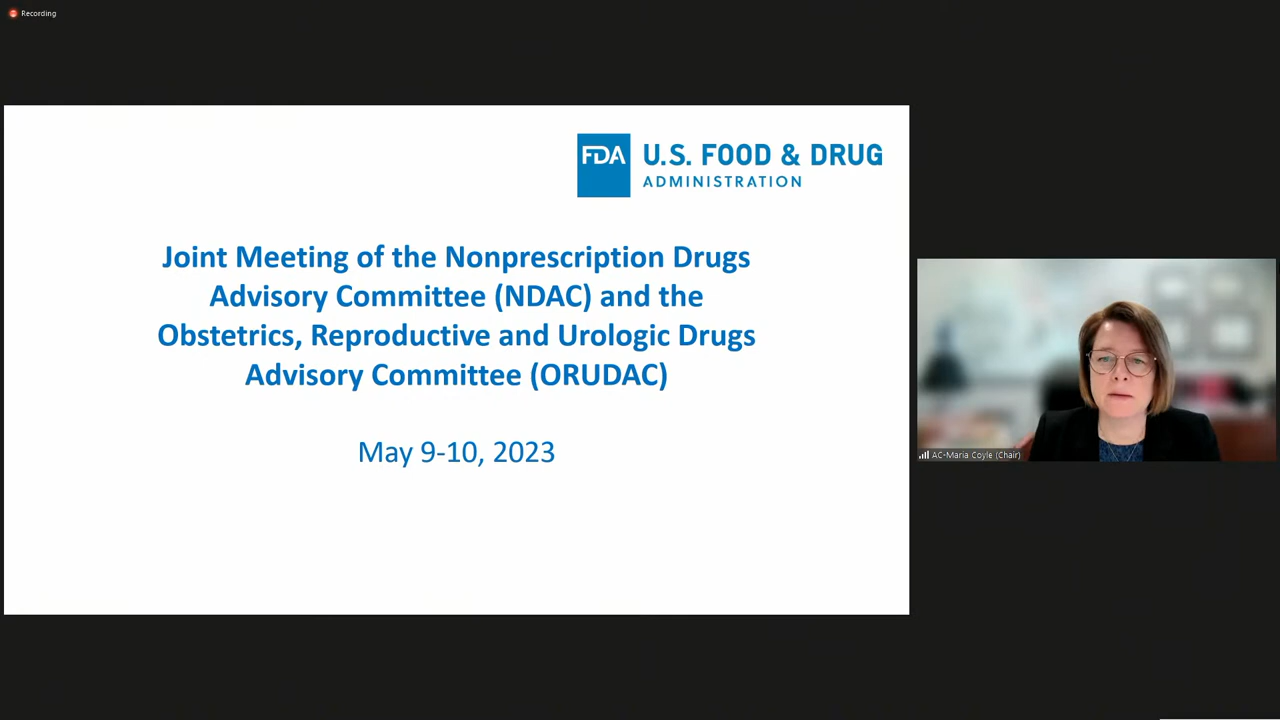 Recording
FDA
U.S. FOOD & DRUG
ADMINISTRATION
Joint Meeting of the Nonprescription Drugs
Advisory Committee (NDAC) and the
Obstetrics, Reproductive and Urologic Drugs
Advisory Committee (ORUDAC)
May 9-10, 2023
AC-Maria Coyle (Chair)